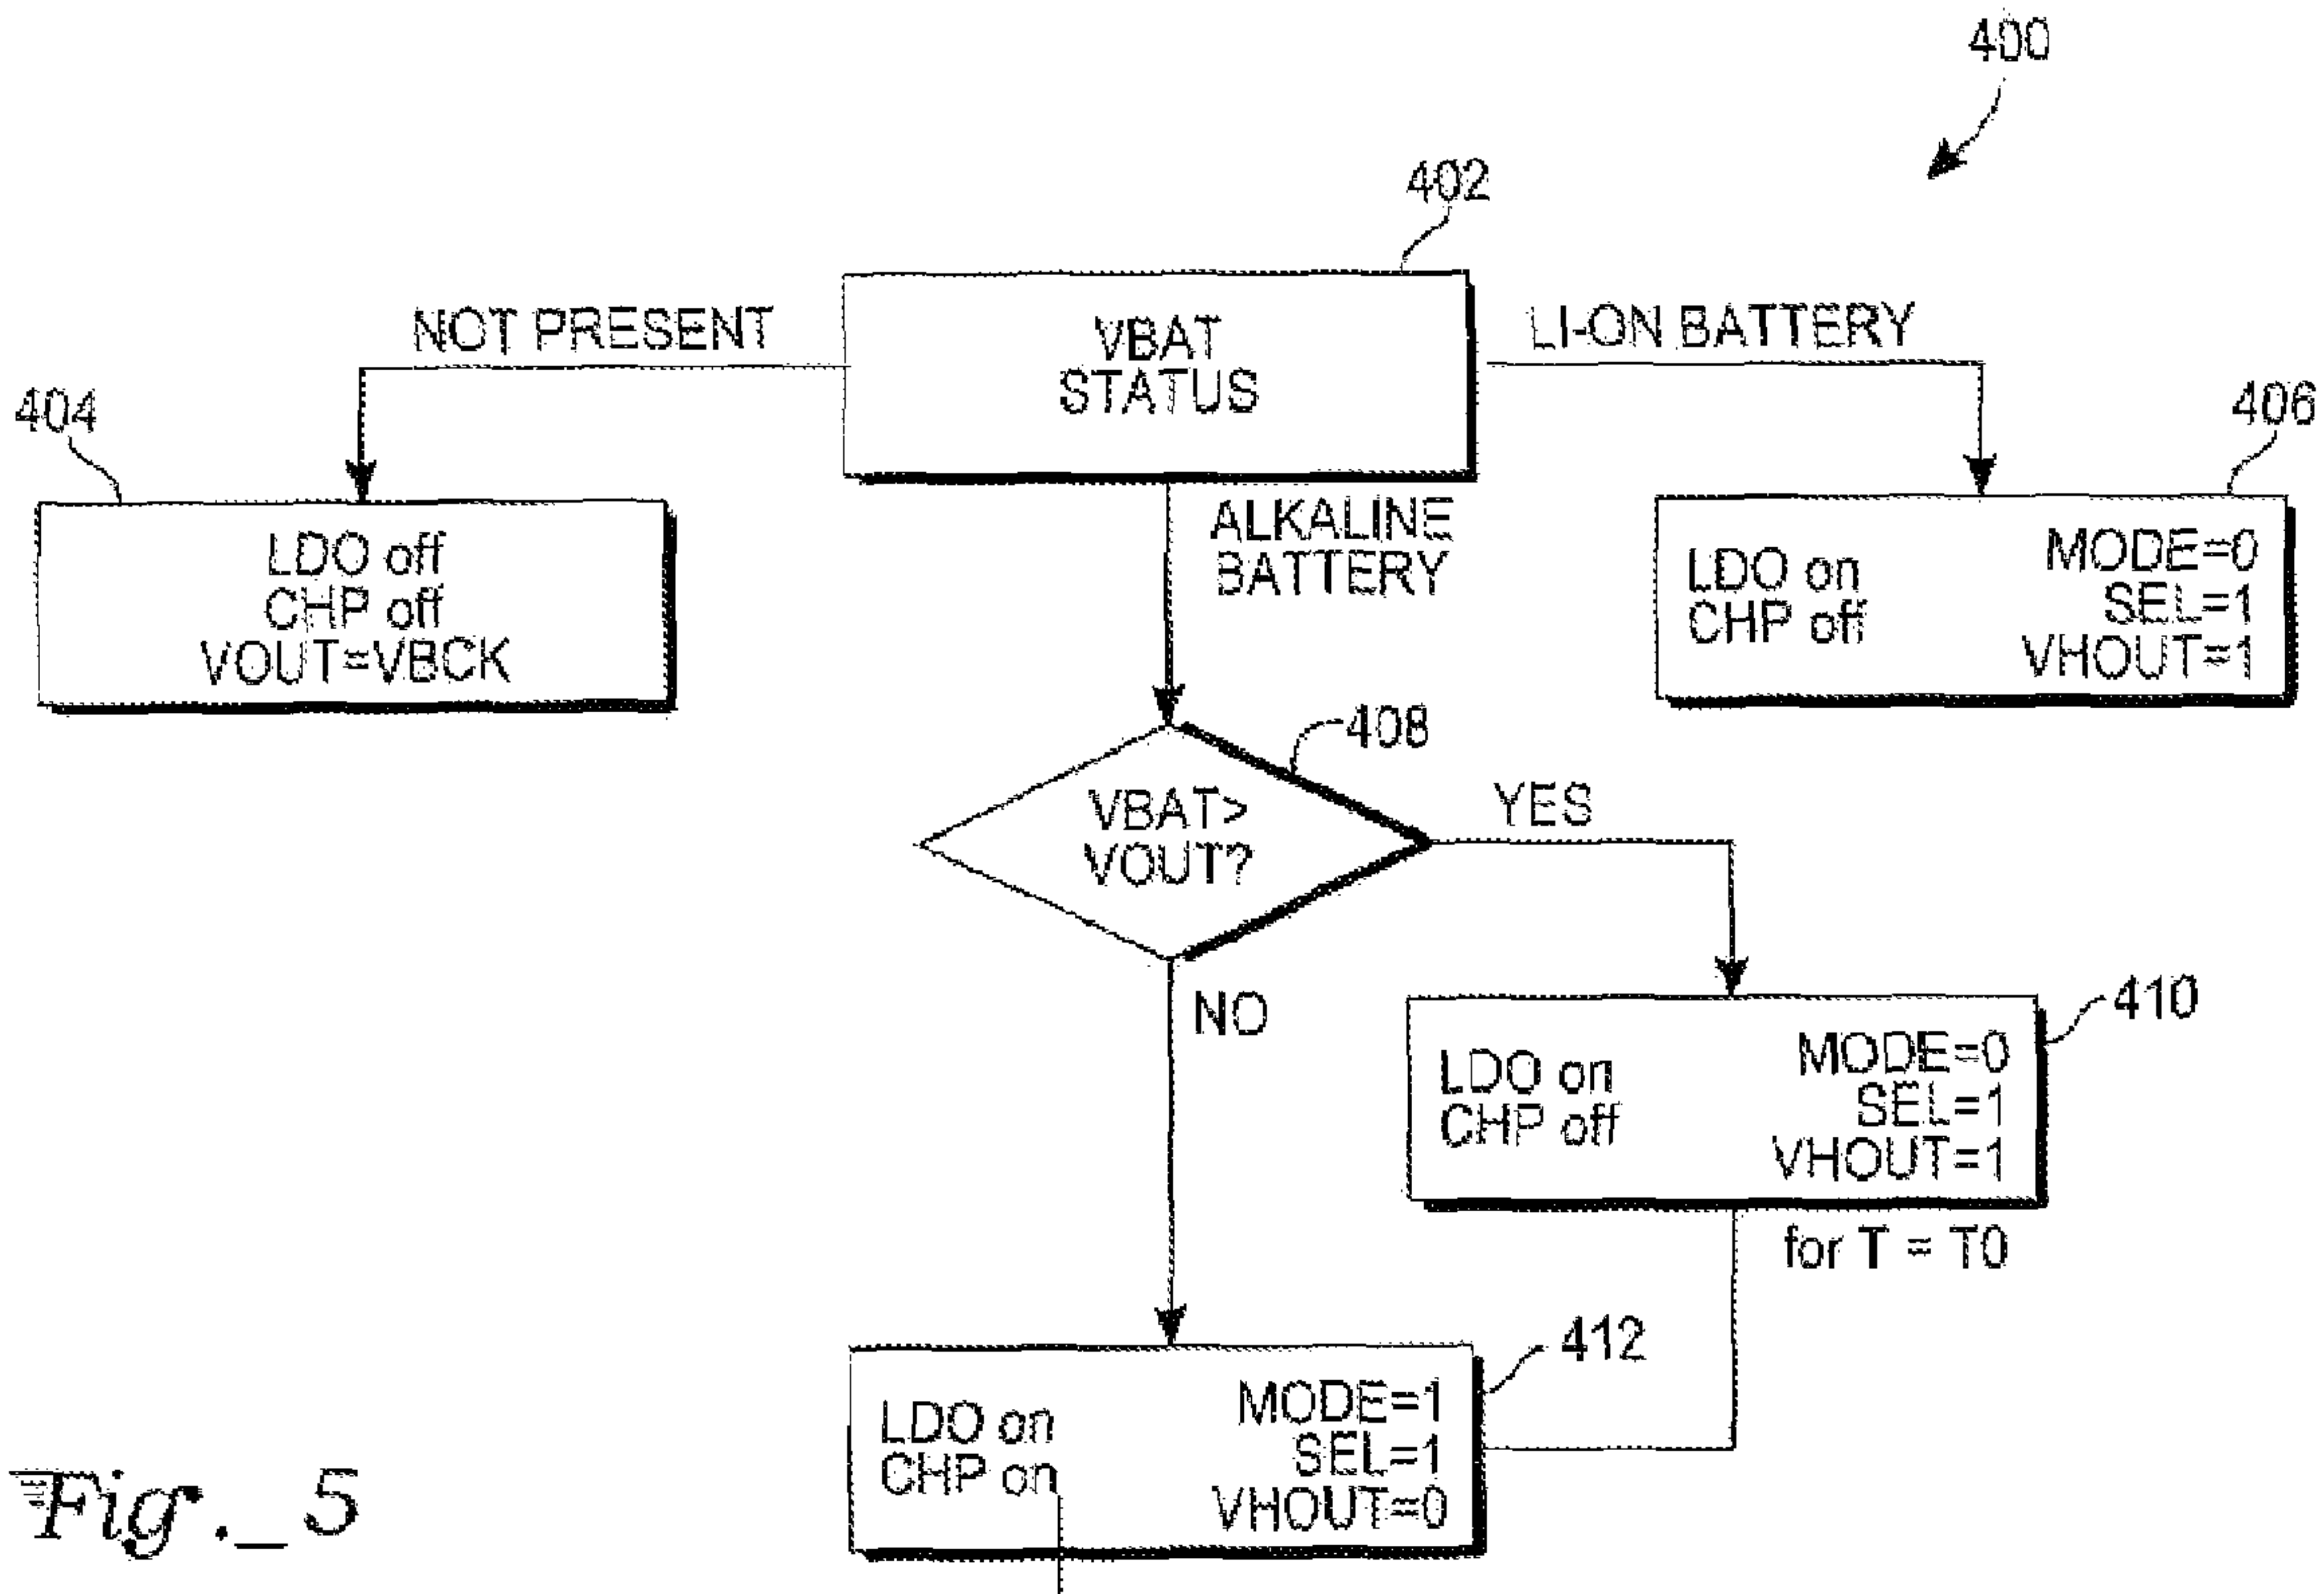 400
402
NOT PRESENT
VBAT
STATUS
LI-ON BATTERY
404
406
LDO off
CHP off
VOUT=VBCK
ALKALINE
BATTERY
LDO on
CHP off
MODE=0
SEL=1
VHOUT=1
408
VBAT>
VOUT?
YES
NO
410
LDO on
CHP off
MODE=0
SEL=1
VHOUT=1
for T = T0
412
LDO on
CHP on
MODE=1
SEL=1
VHOUT=0
Fig._5